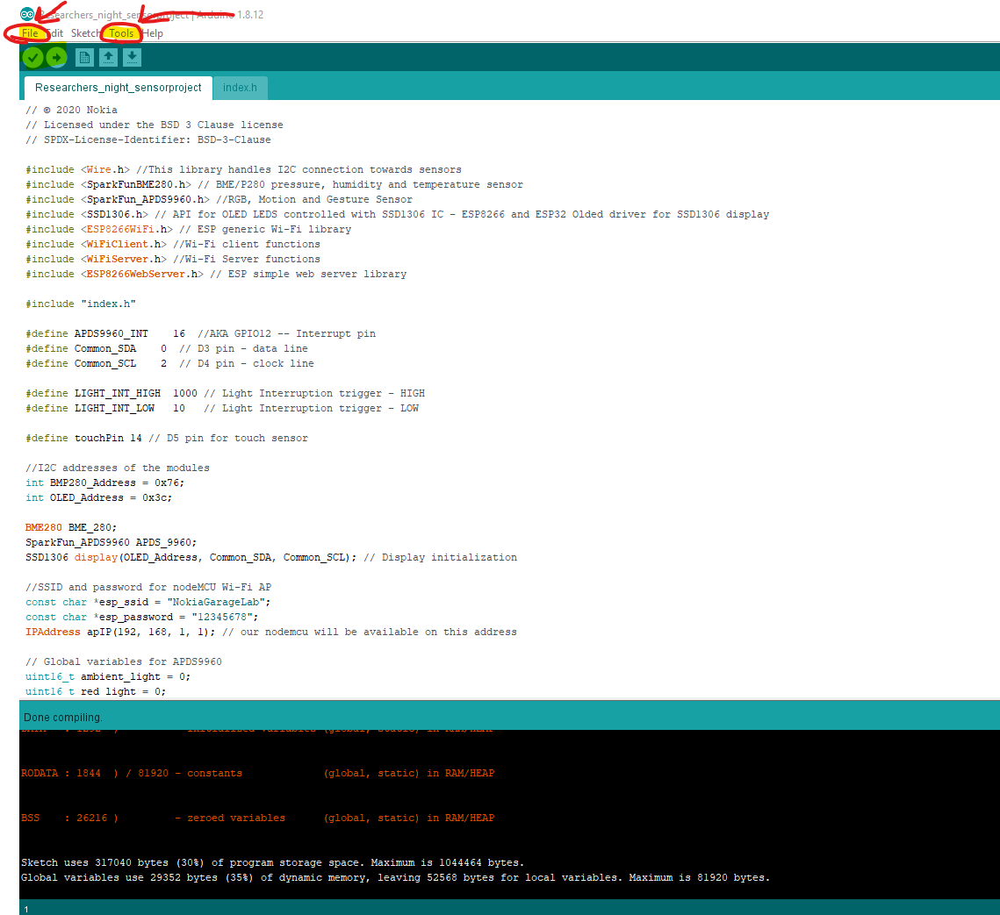 Researchers_night_sensorproject | Arduino 1.8.12
File Edit Sketch Tools Help
Researchers_night_sensorproject index.h
// © 2020 Nokia
// Licensed under the BSD 3 Clause license
// SPDX-License-Identifier: BSD-3-Clause
#include <Wire.h> //This library handles I2C connection towards sensors
#include <SparkFunBME280.h> // BME/P280 pressure, humidity and temperature sensor
#include <SparkFun_APDS9960.h> //RGB, Motion and Gesture Sensor
#include <SSD1306.h> // API for OLED LEDS controlled with SSD1306 IC - ESP8266 and ESP32 Olded driver for SSD1306 display
#include <ESP8266WiFi.h> // ESP generic Wi-Fi library
#include <WiFiClient.h> //Wi-Fi client functions
#include <WiFiServer.h> //Wi-Fi Server functions
#include <ESP8266WebServer.h> // ESP simple web server library
#include "index.h"
#define APDS9960_INT    16  //AKA GPIO12 -- Interrupt pin
#define Common_SDA    0  // D3 pin - data line
#define Common_SCL    2  // D4 pin - clock line
#define LIGHT_INT_HIGH  1000 // Light Interruption trigger - HIGH
#define LIGHT_INT_LOW   10   // Light Interruption trigger - LOW
#define touchPin 14 // D5 pin for touch sensor
//I2C addresses of the modules
int BMP280_Address = 0x76;
int OLED_Address = 0x3c;
BME280 BME_280;
SparkFun_APDS9960 APDS_9960;
SSD1306 display(OLED_Address, Common_SDA, Common_SCL); // Display initialization
//SSID and password for nodeMCU Wi-Fi AP
const char *esp_ssid = "NokiaGarageLab";
const char *esp_password = "12345678";
IPAddress apIP(192, 168, 1, 1); // our nodemcu will be available on this address
// Global variables for APDS9960
uint16_t ambient_light = 0;
uint16_t red_light = 0;
Done compiling.
- initialized variables (global, static) in RAM/HEAP
RODATA : 1844  ) / 81920 - constants             (global, static) in RAM/HEAP
BSS    : 26216 )         - zeroed variables      (global, static) in RAM/HEAP
Sketch uses 317040 bytes (30%) of program storage space. Maximum is 1044464 bytes.
Global variables use 29352 bytes (35%) of dynamic memory, leaving 52568 bytes for local variables. Maximum is 81920 bytes.
1